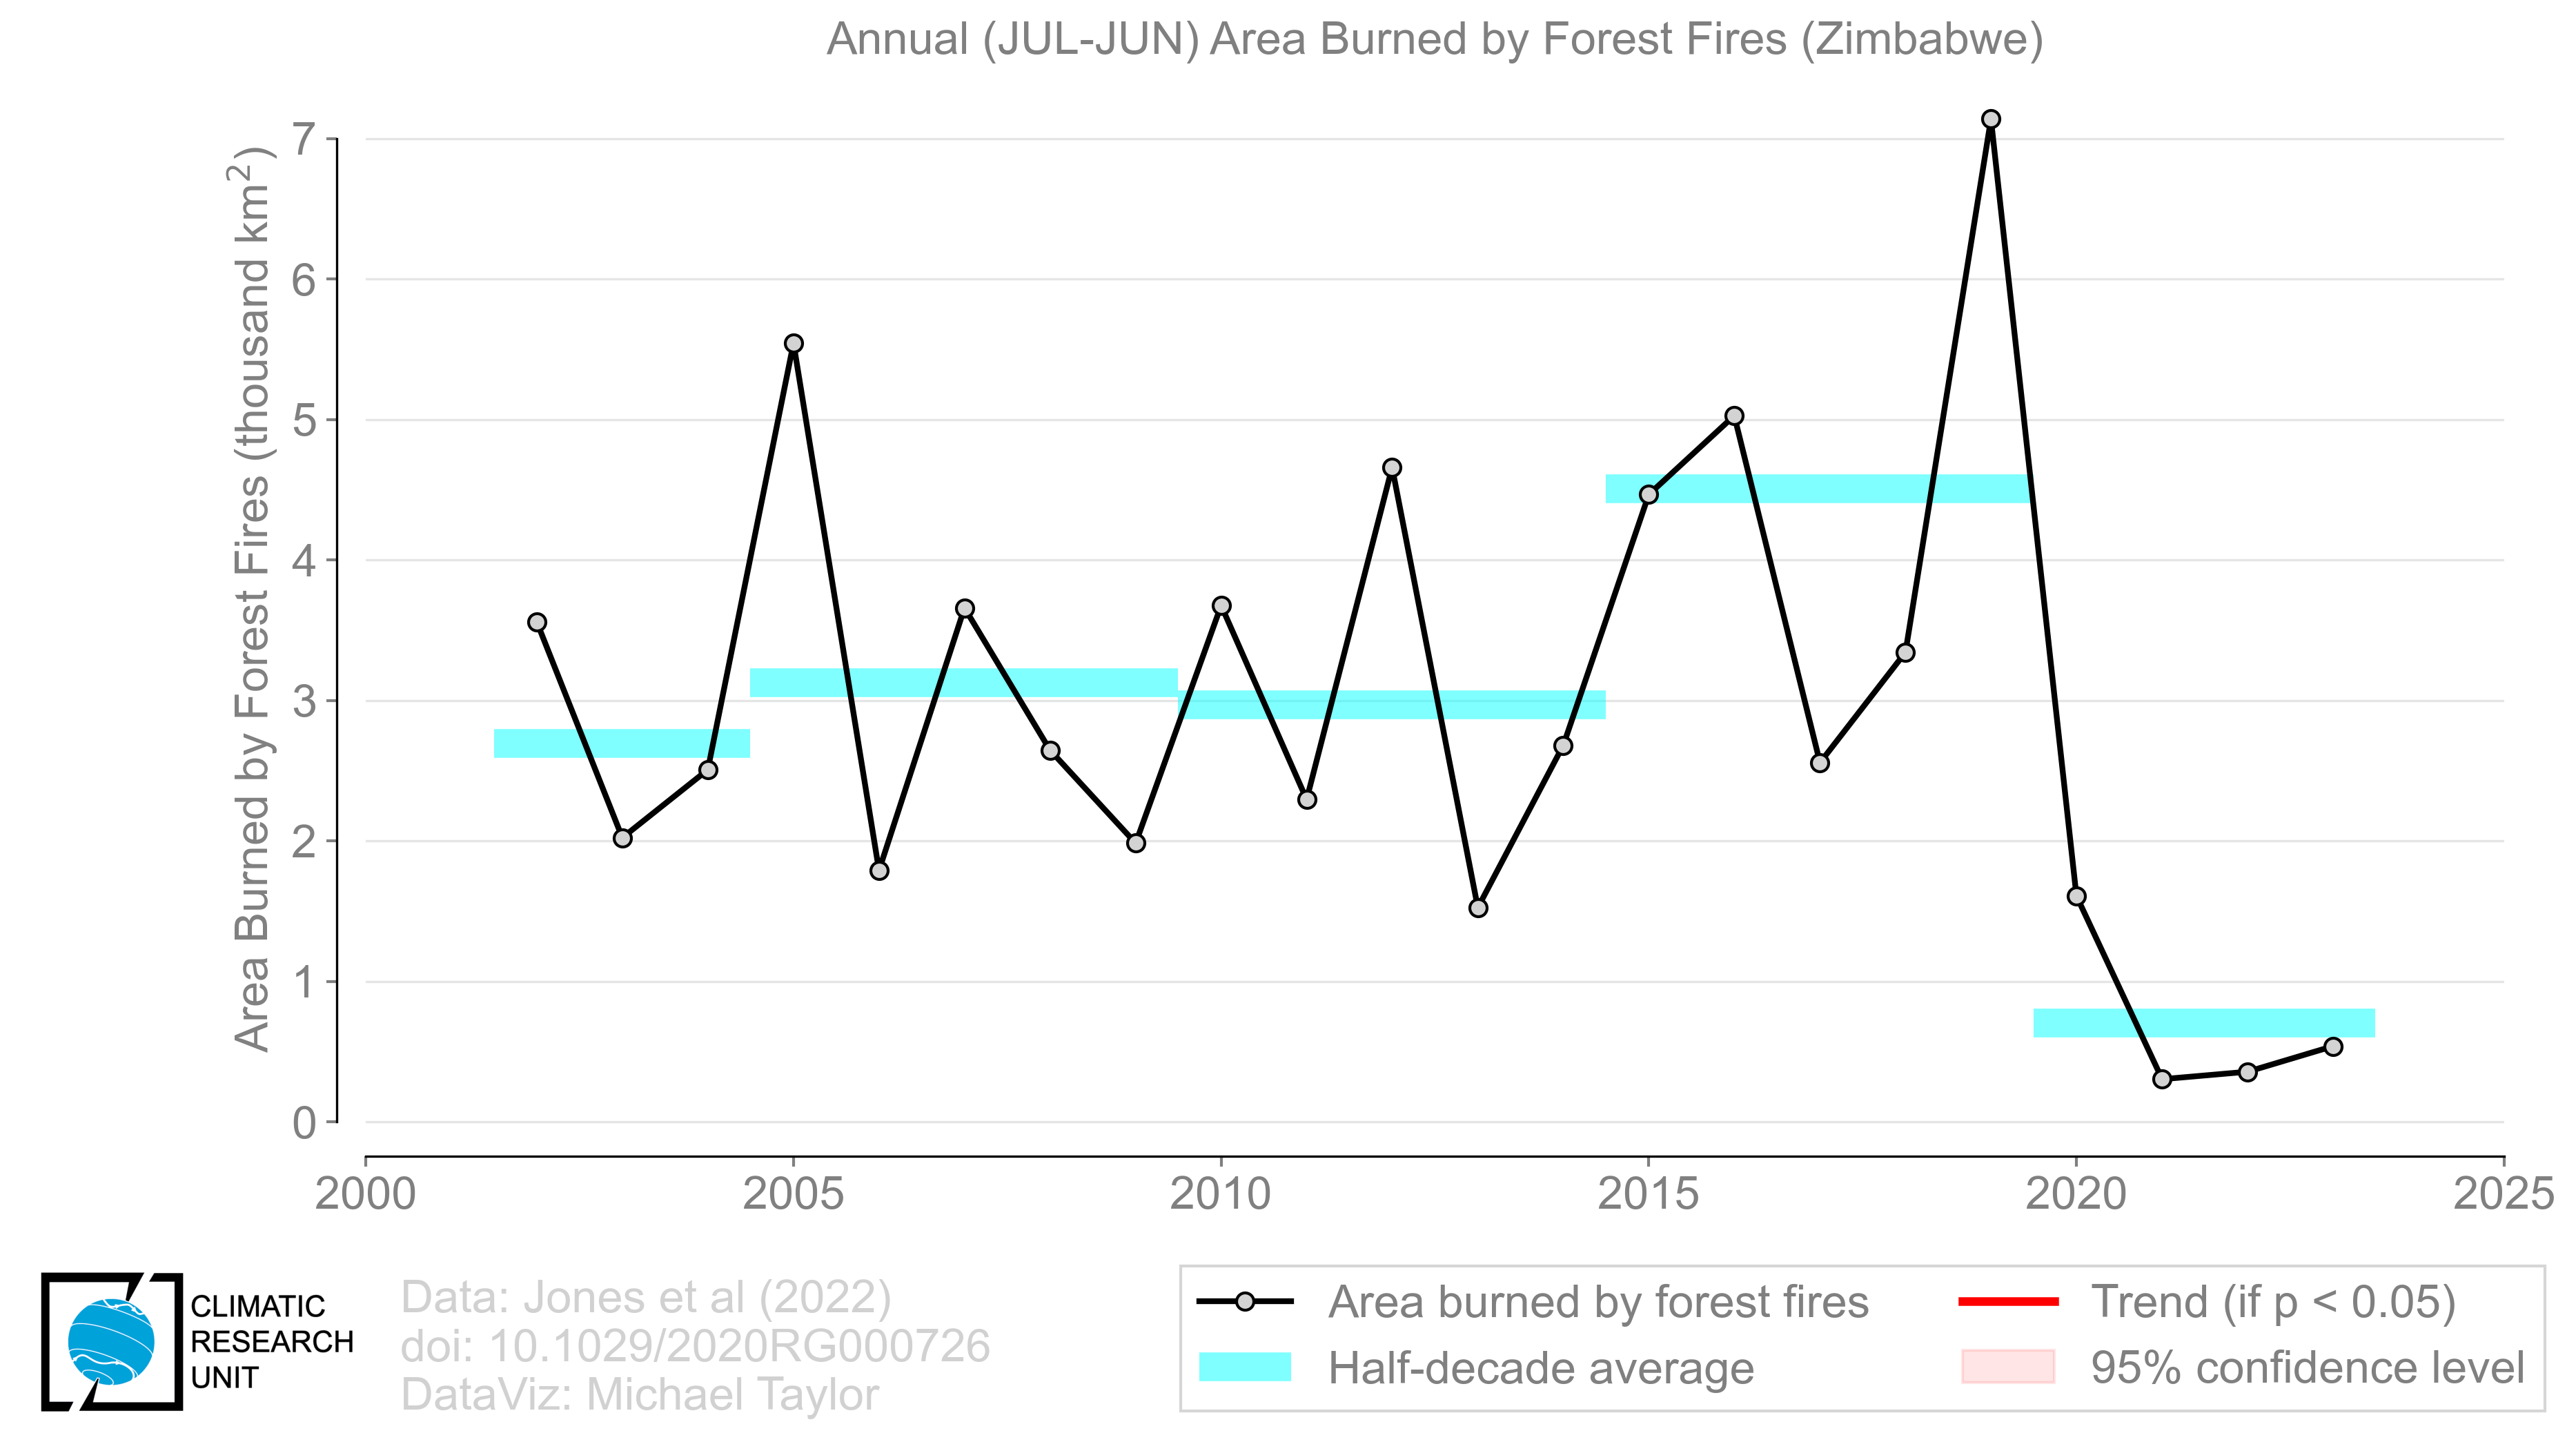 Annual (JUL-JUN) Area Burned by Forest Fires (Zimbabwe)
Area Burned by Forest Fires (thousand km²)
7
6
5
4
3
2
1
0
2000 2005 2010 2015 2020 2025
CLIMATIC
RESEARCH
UNIT
Data: Jones et al (2022)
doi: 10.1029/2020RG000726
DataViz: Michael Taylor
Area burned by forest fires
Half-decade average
Trend (if p < 0.05)
95% confidence level